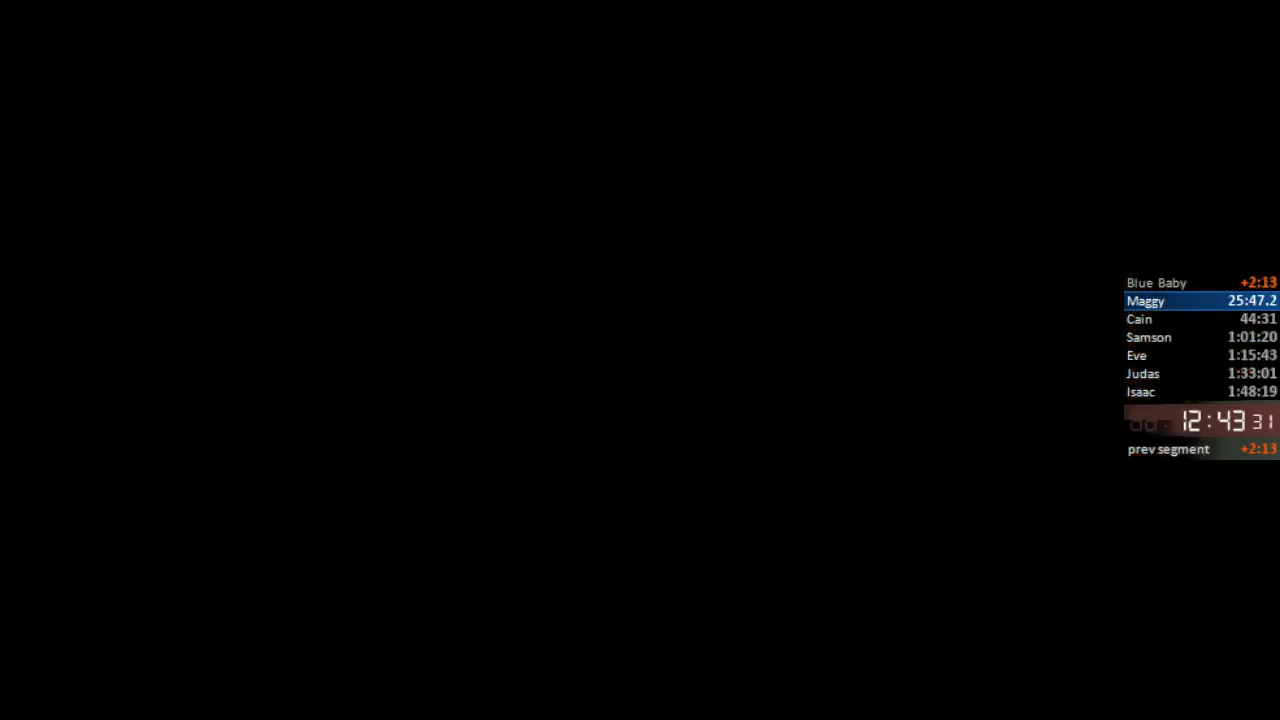 Blue Baby +2:13
Maggy 25:47.2
Cain 44:31
Samson 1:01:20
Eve 1:15:43
Judas 1:33:01
Isaac 1:48:19
12:43 31
prev segment +2:13